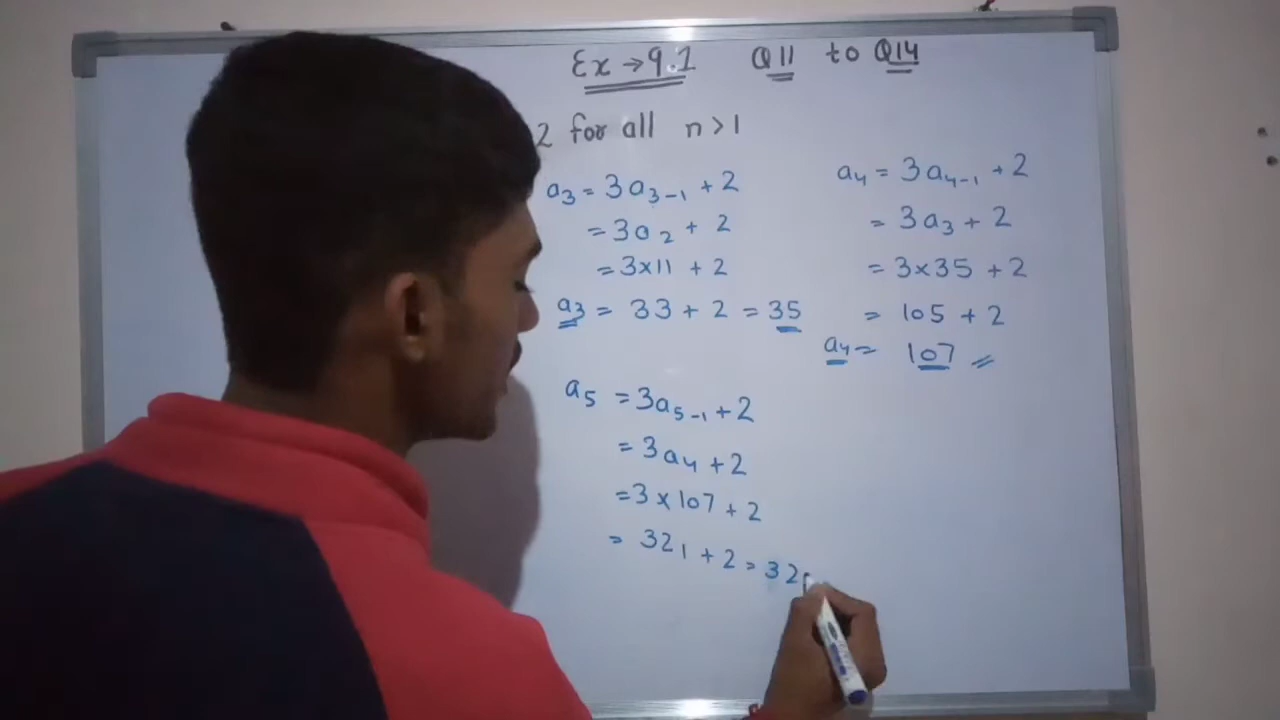 Ex → 9.1 Q11 to Q14
2 for all n > 1
a₃ = 3a₃₋₁ + 2
= 3a₂ + 2
= 3×11 + 2
a₃ = 33 + 2 = 35
a₄ = 3a₄₋₁ + 2
= 3a₃ + 2
= 3×35 + 2
= 105 + 2
a₄ = 107
a₅ = 3a₅₋₁ + 2
= 3a₄ + 2
= 3×107 + 2
= 321 + 2 = 32